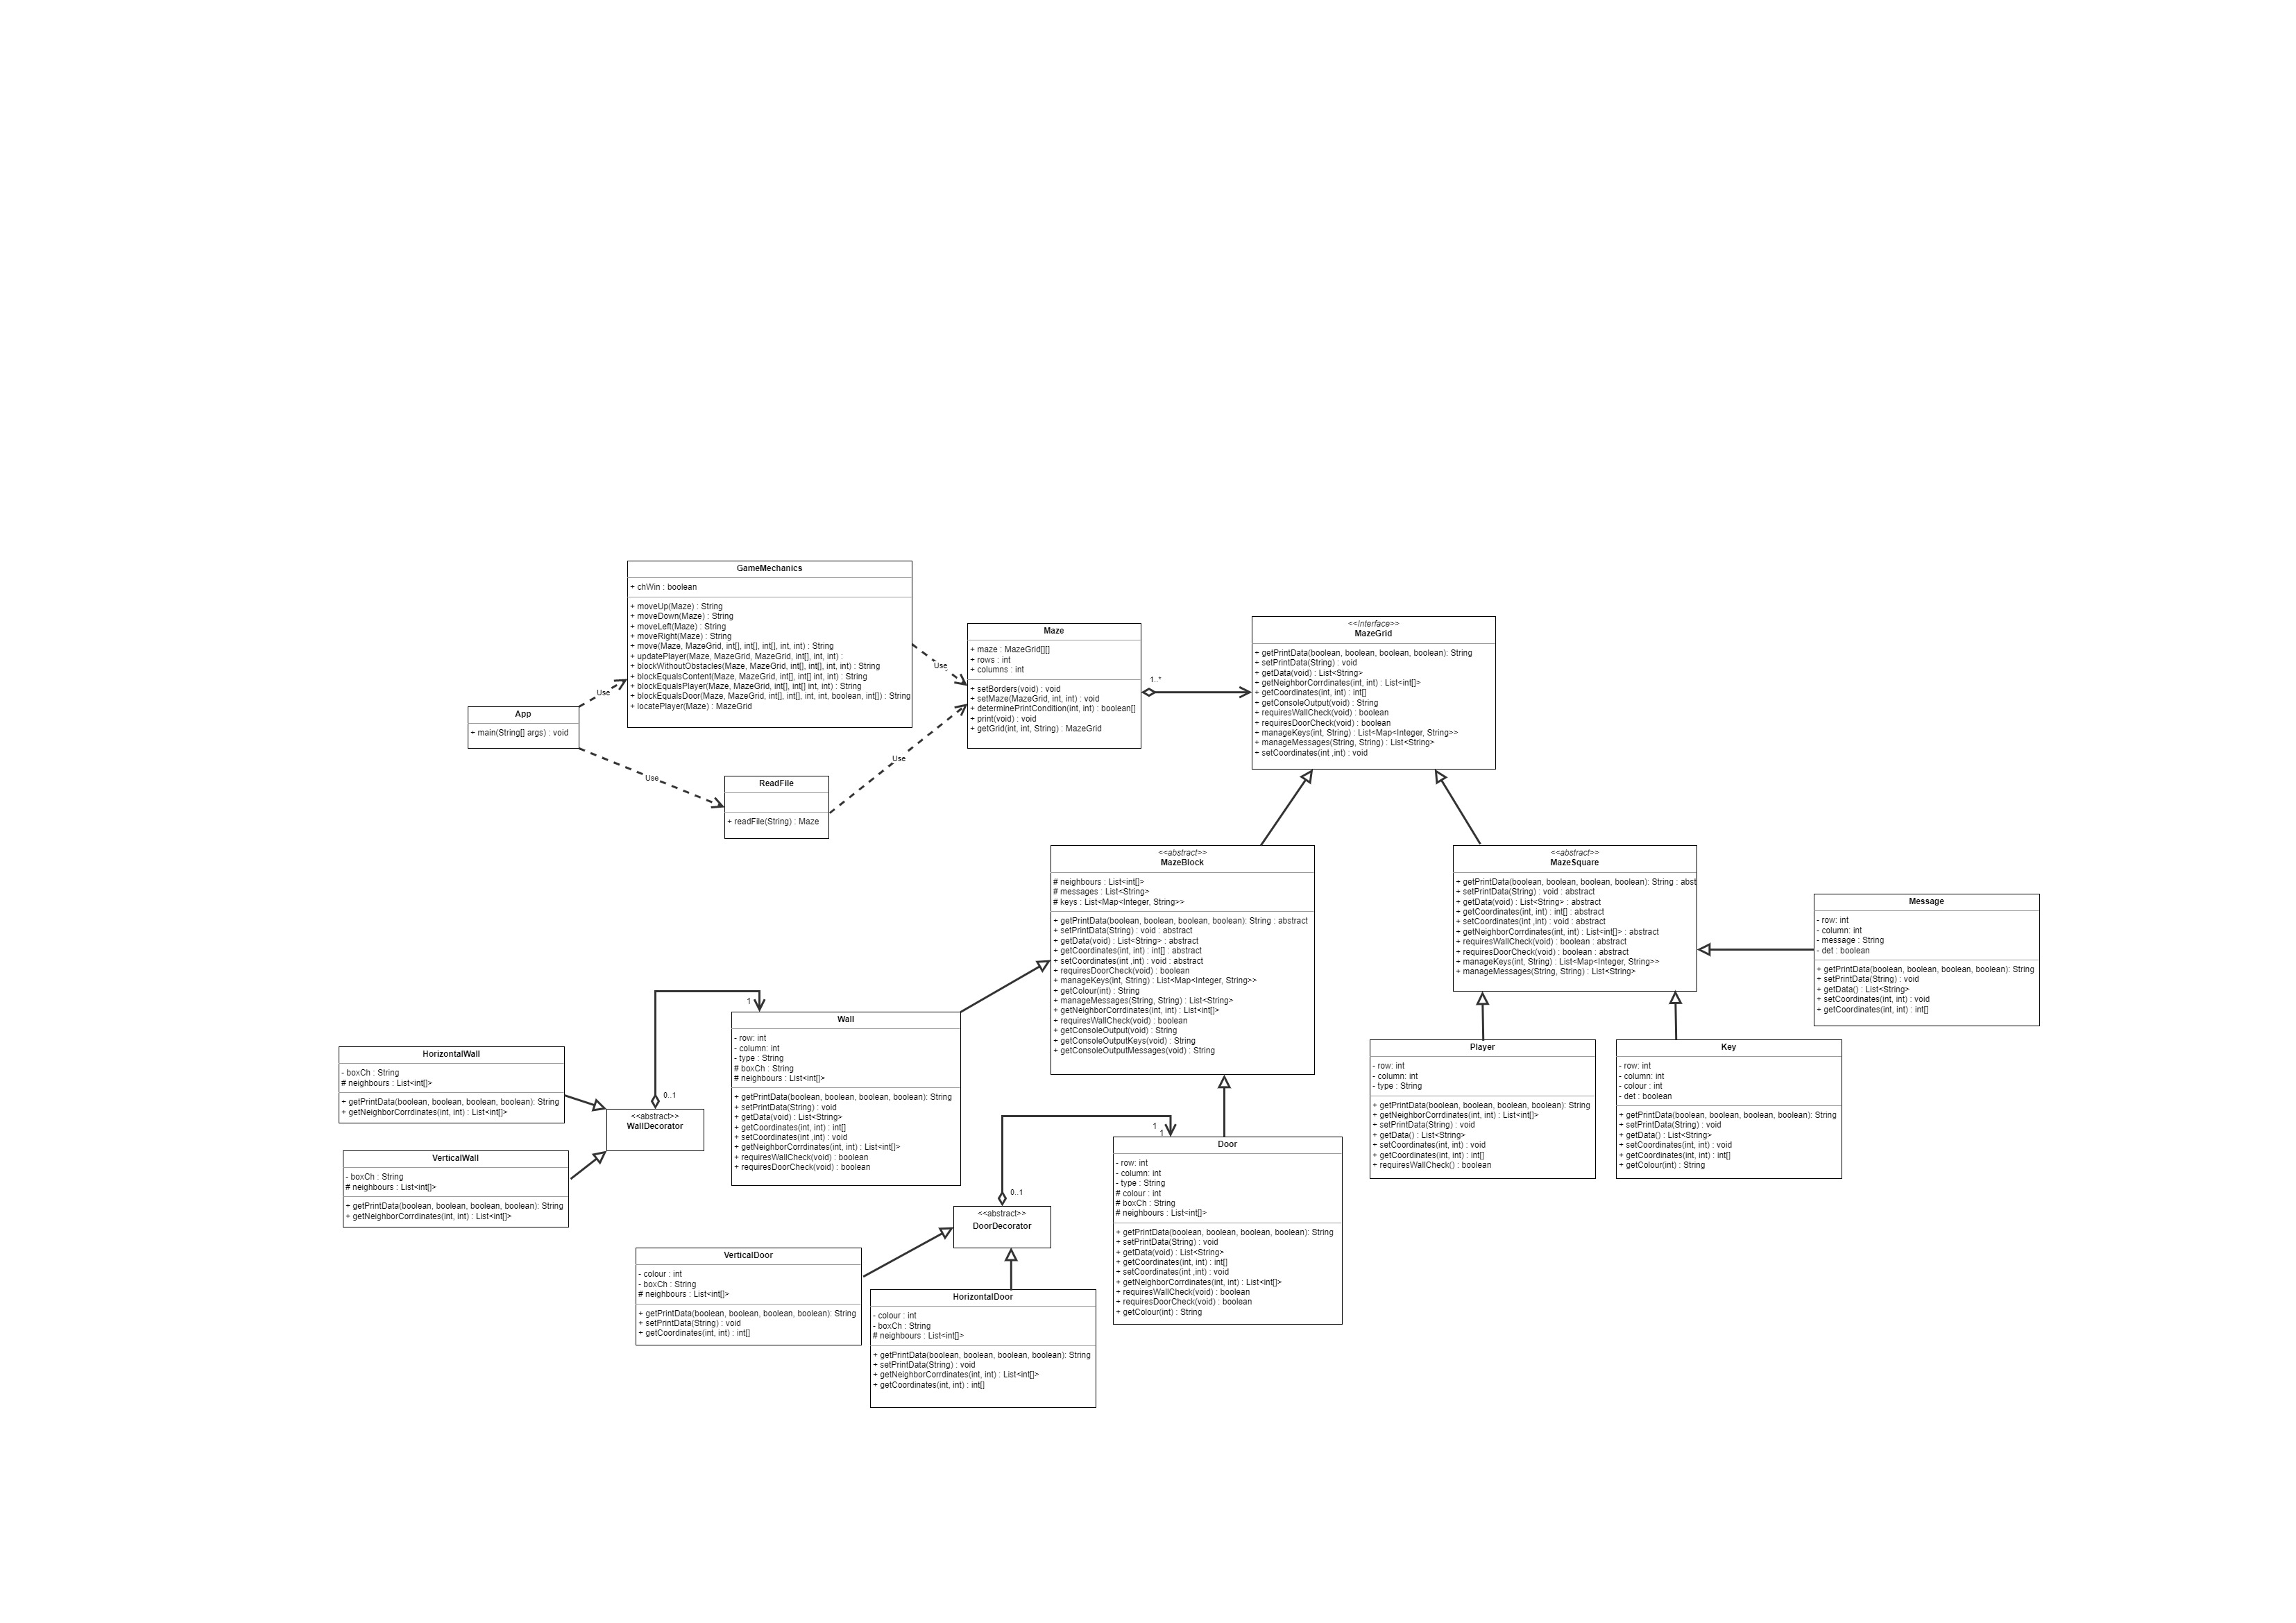 GameMechanics
+ chWin : boolean
+ moveUp(Maze) : String
+ moveDown(Maze) : String
+ moveLeft(Maze) : String
+ moveRight(Maze) : String
+ move(Maze, MazeGrid, int[], int[], int[], int, int) : String
+ updatePlayer(Maze, MazeGrid, MazeGrid, int[], int, int) :
+ blockWithoutObstacles(Maze, MazeGrid, int[], int[], int, int) : String
+ blockEqualsContent(Maze, MazeGrid, int[], int[] int, int) : String
+ blockEqualsPlayer(Maze, MazeGrid, int[], int[] int, int) : String
+ blockEqualsDoor(Maze, MazeGrid, int[], int[], int, int, boolean, int[]) : String
+ locatePlayer(Maze) : MazeGrid
Use
Use
App
+ main(String[] args) : void
Use
Use
ReadFile
+ readFile(String) : Maze
Maze
+ maze : MazeGrid[][]
+ rows : int
+ columns : int
+ setBorders(void) : void
+ setMaze(MazeGrid, int, int) : void
+ determinePrintCondition(int, int) : boolean[]
+ print(void) : void
+ getGrid(int, int, String) : MazeGrid
1..*
<<interface>>
MazeGrid
+ getPrintData(boolean, boolean, boolean, boolean): String
+ setPrintData(String) : void
+ getData(void) : List<String>
+ getNeighborCorrdinates(int, int) : List<int[]>
+ getCoordinates(int, int) : int[]
+ getConsoleOutput(void) : String
+ requiresWallCheck(void) : boolean
+ requiresDoorCheck(void) : boolean
+ manageKeys(int, String) : List<Map<Integer, String>>
+ manageMessages(String, String) : List<String>
+ setCoordinates(int ,int) : void
<<abstract>>
MazeBlock
# neighbours : List<int[]>
# messages : List<String>
# keys : List<Map<Integer, String>>
+ getPrintData(boolean, boolean, boolean, boolean): String : abstract
+ setPrintData(String) : void : abstract
+ getData(void) : List<String> : abstract
+ getCoordinates(int, int) : int[] : abstract
+ setCoordinates(int ,int) : void : abstract
+ requiresDoorCheck(void) : boolean
+ manageKeys(int, String) : List<Map<Integer, String>>
+ getColour(int) : String
+ manageMessages(String, String) : List<String>
+ getNeighborCorrdinates(int, int) : List<int[]>
+ requiresWallCheck(void) : boolean
+ getConsoleOutput(void) : String
+ getConsoleOutputKeys(void) : String
+ getConsoleOutputMessages(void) : String
<<abstract>>
MazeSquare
+ getPrintData(boolean, boolean, boolean, boolean): String : abst
+ setPrintData(String) : void : abstract
+ getData(void) : List<String> : abstract
+ getCoordinates(int, int) : int[] : abstract
+ setCoordinates(int ,int) : void : abstract
+ getNeighborCorrdinates(int, int) : List<int[]> : abstract
+ requiresWallCheck(void) : boolean : abstract
+ requiresDoorCheck(void) : boolean : abstract
+ manageKeys(int, String) : List<Map<Integer, String>>
+ manageMessages(String, String) : List<String>
Message
- row: int
- column: int
- message : String
- det : boolean
+ getPrintData(boolean, boolean, boolean, boolean): String
+ setPrintData(String) : void
+ getData() : List<String>
+ setCoordinates(int, int) : void
+ getCoordinates(int, int) : int[]
1
Wall
- row: int
- column: int
- type : String
# boxCh : String
# neighbours : List<int[]>
+ getPrintData(boolean, boolean, boolean, boolean): String
+ setPrintData(String) : void
+ getData(void) : List<String>
+ getCoordinates(int, int) : int[]
+ setCoordinates(int ,int) : void
+ getNeighborCorrdinates(int, int) : List<int[]>
+ requiresWallCheck(void) : boolean
+ requiresDoorCheck(void) : boolean
HorizontalWall
- boxCh : String
# neighbours : List<int[]>
+ getPrintData(boolean, boolean, boolean, boolean): String
+ getNeighborCorrdinates(int, int) : List<int[]>
0..1
<<abstract>>
WallDecorator
VerticalWall
- boxCh : String
# neighbours : List<int[]>
+ getPrintData(boolean, boolean, boolean, boolean): String
+ getNeighborCorrdinates(int, int) : List<int[]>
Player
- row: int
- column: int
- type : String
+ getPrintData(boolean, boolean, boolean, boolean): String
+ getNeighborCorrdinates(int, int) : List<int[]>
+ setPrintData(String) : void
+ getData() : List<String>
+ setCoordinates(int, int) : void
+ getCoordinates(int, int) : int[]
+ requiresWallCheck() : boolean
Key
- row: int
- column: int
- colour : int
- det : boolean
+ getPrintData(boolean, boolean, boolean, boolean): String
+ setPrintData(String) : void
+ getData() : List<String>
+ setCoordinates(int, int) : void
+ getCoordinates(int, int) : int[]
+ getColour(int) : String
1
1
Door
- row: int
- column: int
- type : String
# colour : int
# boxCh : String
# neighbours : List<int[]>
+ getPrintData(boolean, boolean, boolean, boolean): String
+ setPrintData(String) : void
+ getData(void) : List<String>
+ getCoordinates(int, int) : int[]
+ setCoordinates(int ,int) : void
+ getNeighborCorrdinates(int, int) : List<int[]>
+ requiresWallCheck(void) : boolean
+ requiresDoorCheck(void) : boolean
+ getColour(int) : String
0..1
<<abstract>>
DoorDecorator
VerticalDoor
- colour : int
- boxCh : String
# neighbours : List<int[]>
+ getPrintData(boolean, boolean, boolean, boolean): String
+ setPrintData(String) : void
+ getCoordinates(int, int) : int[]
HorizontalDoor
- colour : int
- boxCh : String
# neighbours : List<int[]>
+ getPrintData(boolean, boolean, boolean, boolean): String
+ setPrintData(String) : void
+ getNeighborCorrdinates(int, int) : List<int[]>
+ getCoordinates(int, int) : int[]